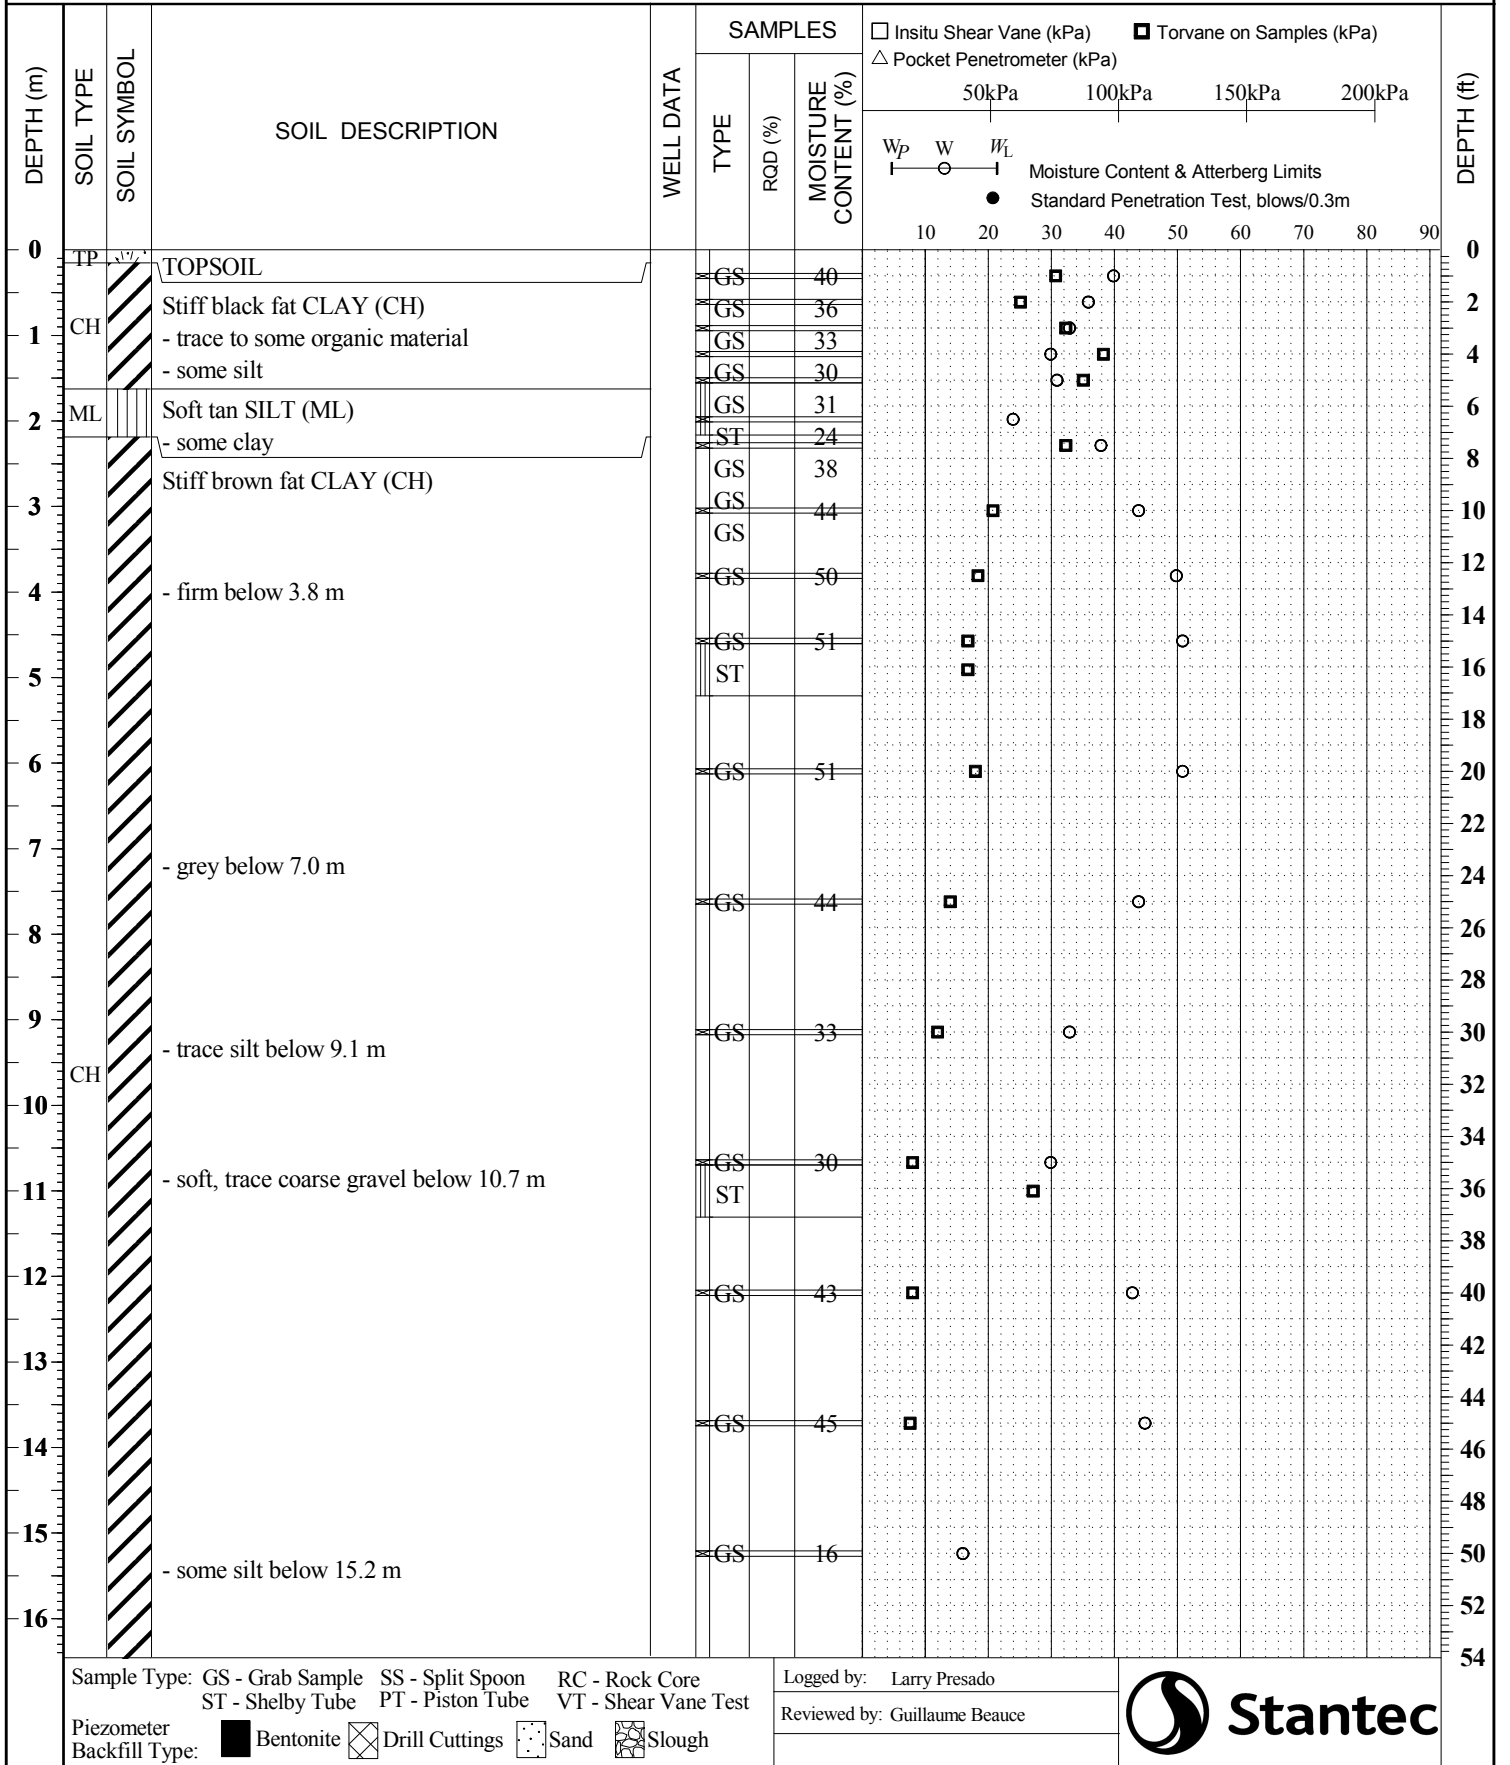 SAMPLES
Insitu Shear Vane (kPa) Torvane on Samples (kPa)
Pocket Penetrometer (kPa)
50kPa 100kPa 150kPa 200kPa
DEPTH (m)
SOIL TYPE
SOIL SYMBOL
SOIL DESCRIPTION
WELL DATA
TYPE
RQD (%)
MOISTURE
CONTENT (%)
DEPTH (ft)
WP W WL
Moisture Content & Atterberg Limits
Standard Penetration Test, blows/0.3m
10 20 30 40 50 60 70 80 90
0 0
TP TOPSOIL
GS 40
Stiff black fat CLAY (CH)
GS 36 2
CH
1 - trace to some organic material GS 33
4
- some silt GS 30
ML Soft tan SILT (ML) GS 31
2 6
- some clay ST 24
8
Stiff brown fat CLAY (CH) GS 38
GS
3 44 10
GS
GS 50 12
4 - firm below 3.8 m
14
GS 51
5 ST 16
18
6 GS 51 20
22
7 - grey below 7.0 m
24
GS 44
8 26
28
9 GS 33 30
- trace silt below 9.1 m
CH 32
10
34
GS 30
- soft, trace coarse gravel below 10.7 m
11 ST 36
38
12 GS 43 40
42
13
44
GS 45
14 46
48
15
GS 16 50
- some silt below 15.2 m
16 52
54
Sample Type: GS - Grab Sample SS - Split Spoon RC - Rock Core
ST - Shelby Tube PT - Piston Tube VT - Shear Vane Test
Piezometer
Backfill Type: Bentonite Drill Cuttings Sand Slough
Logged by: Larry Presado
Reviewed by: Guillaume Beauce
Stantec